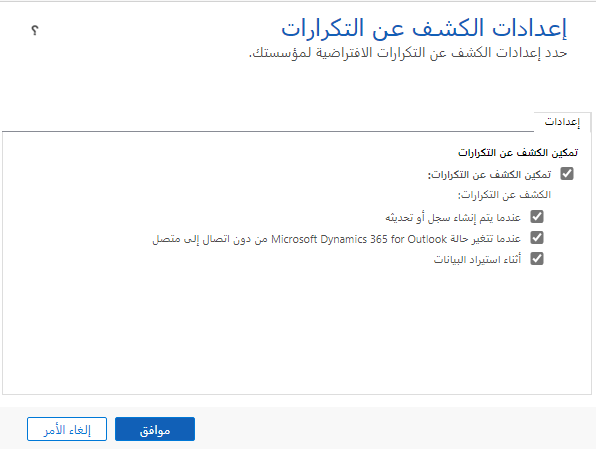 إعدادات الكشف عن التكرارات
؟
حدد إعدادات الكشف عن التكرارات الافتراضية لمؤسستك.
إعدادات
تمكين الكشف عن التكرارات
تمكين الكشف عن التكرارات:
الكشف عن التكرارات:
عندما يتم إنشاء سجل أو تحديثه
عندما تتغير حالة Microsoft Dynamics 365 for Outlook من دون اتصال إلى متصل
أثناء استيراد البيانات
موافق
إلغاء الأمر